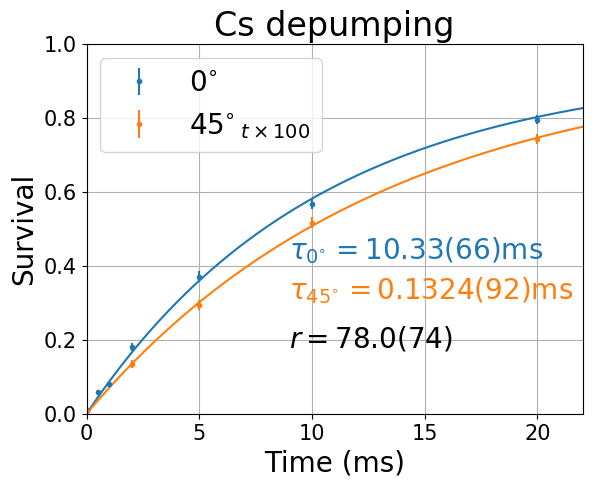 Cs depumping
Survival
1.0
0.8
0.6
0.4
0.2
0.0
0°
45° t × 100
τ0° = 10.33(66)ms
τ45° = 0.1324(92)ms
r = 78.0(74)
0 5 10 15 20
Time (ms)